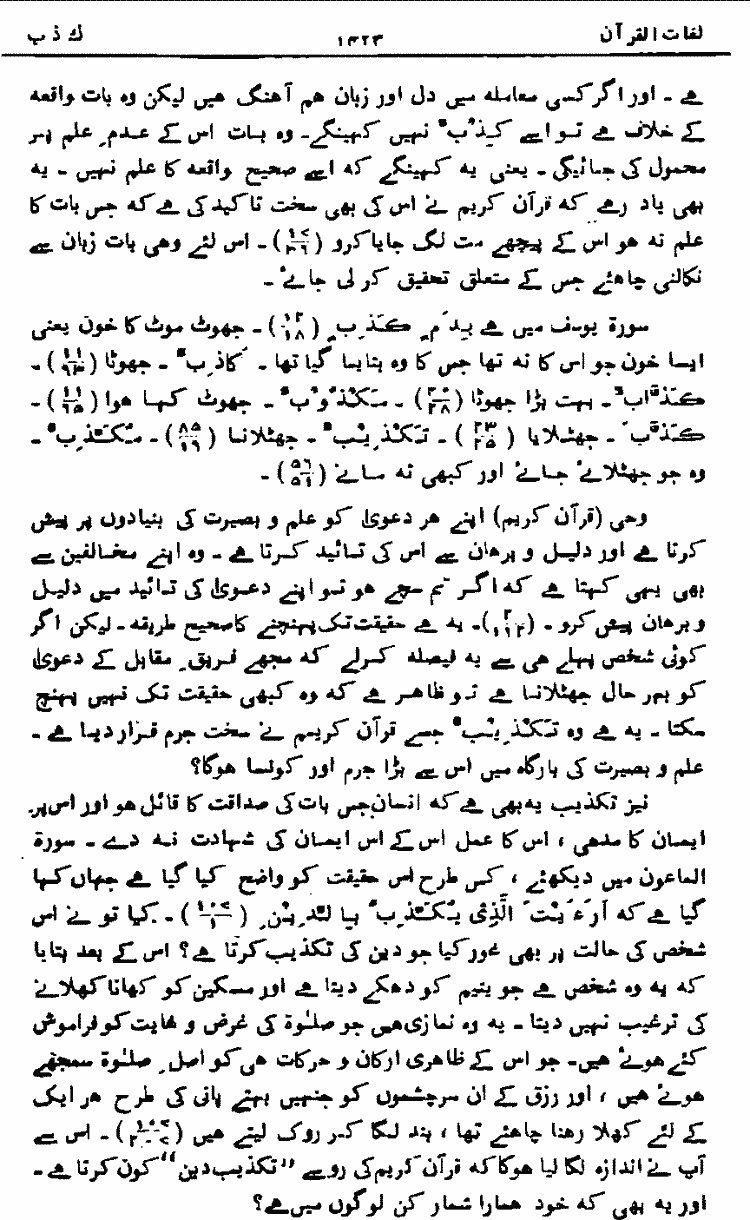 لغات القرآن ۱۴۲۳ ك ذ ب
ہے ۔ اور اگر کسی معاملہ میں دل اور زبان ہم آہنگ ہیں لیکن وہ بات واقعہ
کے خلاف ہے تو اسے کِذْبٌ نہیں کہینگے۔ وہ بات اس کے عدمِ علم پر
محمول کی جائیگی ۔ یعنی یہ کہینگے کہ اسے صحیح واقعہ کا علم نہیں ۔ یہ
بھی یاد رہے کہ قرآن کریم نے اس کی بھی سخت تاکید کی ہے کہ جس بات کا
علم نہ ہو اس کے پیچھے مت لگ جایا کرو (۱۷/۳۶) ۔ اس لئے وہی بات زبان سے
نکالنی چاہئے جس کے متعلق تحقیق کر لی جائے ۔
سورۃ یوسف میں ہے بِدَمٍ کَذِبٍ (۱۲/۱۸) ۔ جھوٹ موٹ کا خون یعنی
ایسا خون جو اس کا نہ تھا جس کا وہ بتایا گیا تھا ۔ کَاذِبٌ ۔ جھوٹا (۱۱/۹۳) ۔
کَذَّابٌ ۔ بہت بڑا جھوٹا (۴۰/۲۸) ۔ مَکْذُوْبٌ ۔ جھوٹ کہا ہوا (۱۱/۶۵) ۔
کَذَّبَ ۔ جھٹلایا (۲۳/۲۵) ۔ تَکْذِیْبٌ ۔ جھٹلانا (۸۵/۱۹) ۔ مُکَذِّبٌ ۔
وہ جو جھٹلائے جائے اور کبھی نہ مانے (۵۶/۵۱) ۔
وحی (قرآن کریم) اپنے ہر دعویٰ کو علم و بصیرت کی بنیادوں پر پیش
کرتا ہے اور دلیل و برہان سے اس کی تائید کرتا ہے ۔ وہ اپنے مخالفین سے
بھی یہی کہتا ہے کہ اگر تم سچے ہو تو اپنے دعویٰ کی تائید میں دلیل
و برہان پیش کرو ۔ (۲/۱۱۱)۔ یہ ہے حقیقت تک پہنچنے کا صحیح طریقہ ۔ لیکن اگر
کوئی شخص پہلے ہی سے یہ فیصلہ کرلے کہ مجھے فریقِ مقابل کے دعویٰ
کو بہر حال جھٹلانا ہے تو ظاہر ہے کہ وہ کبھی حقیقت تک نہیں پہنچ
سکتا ۔ یہ ہے وہ تَکْذِیْبٌ جسے قرآن کریم نے سخت جرم قرار دیا ہے ۔
علم و بصیرت کی بارگاہ میں اس سے بڑا جرم اور کونسا ہوگا؟
نیز تکذیب یہ بھی ہے کہ انسان جس بات کی صداقت کا قائل ہو اور اس پر
ایمان کا مدعی ، اس کا عمل اس کے اس ایمان کی شہادت نہ دے ۔ سورۃ
الماعون میں دیکھئے ، کس طرح اس حقیقت کو واضح کیا گیا ہے جہاں کہا
گیا ہے کہ اَرَءَیْتَ الَّذِیْ یُکَذِّبُ بِالدِّیْنِ (۱۰۷/۱) ۔ کیا تو نے اس
شخص کی حالت پر بھی غور کیا جو دین کی تکذیب کرتا ہے؟ اس کے بعد بتایا
کہ یہ وہ شخص ہے جو یتیم کو دھکے دیتا ہے اور مسکین کو کھانا کھلانے
کی ترغیب نہیں دیتا ۔ یہ وہ نمازی ہیں جو صلوٰۃ کی غرض و غایت کو فراموش
کئے ہوئے ہیں۔ جو اس کے ظاہری ارکان و حرکات ہی کو اصلِ صلوٰۃ سمجھے
ہوئے ہیں ، اور رزق کے ان سرچشموں کو جنہیں بہتے پانی کی طرح ہر ایک
کے لئے کھلا رہنا چاہئے تھا ، بند لگا کر روک لیتے ہیں ۔ اس سے
آپ نے اندازہ لگا لیا ہوگا کہ قرآن کریم کی رو سے ”تکذیب دین“ کون کرتا ہے ۔
اور یہ بھی کہ خود ہمارا شمار کن لوگوں میں ہے؟